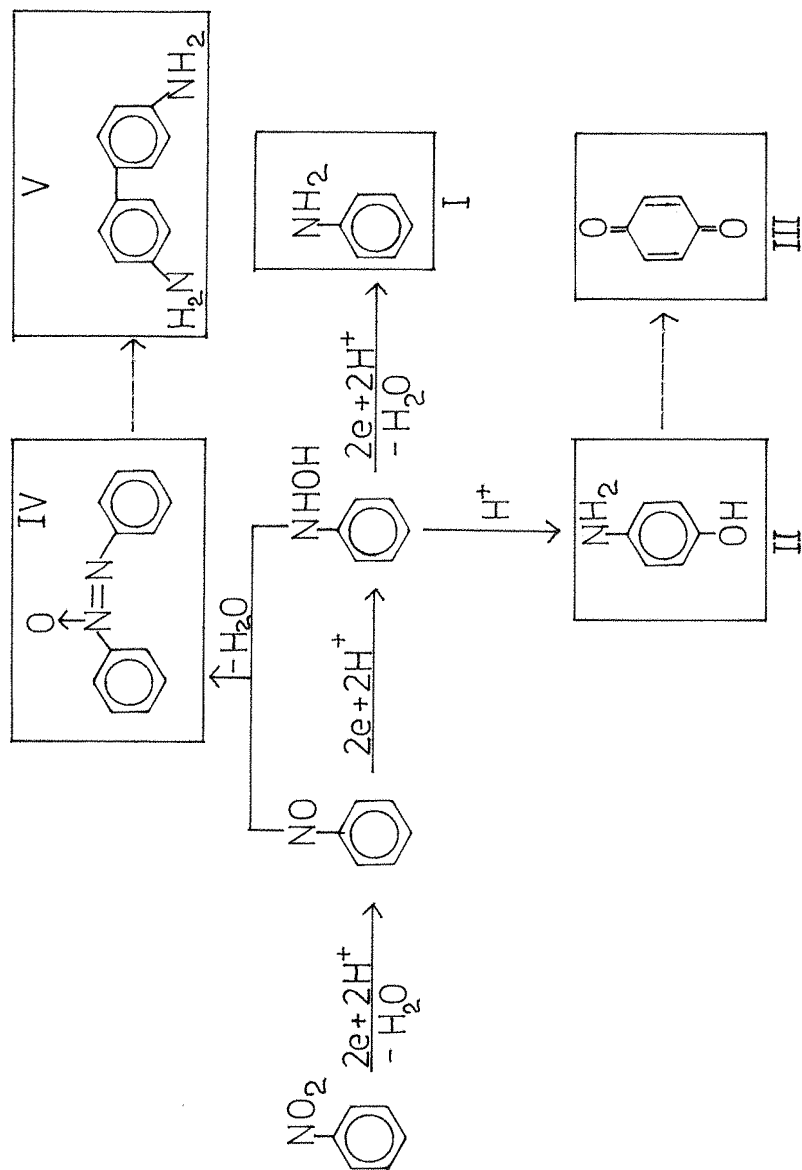 NO2
2e + 2H+
- H2O
NO
2e + 2H+
NHOH
2e + 2H+
- H2O
NH2
I
- H2O
IV
O
N=N
V
H2N
NH2
H+
NH2
OH
II
O
O
III